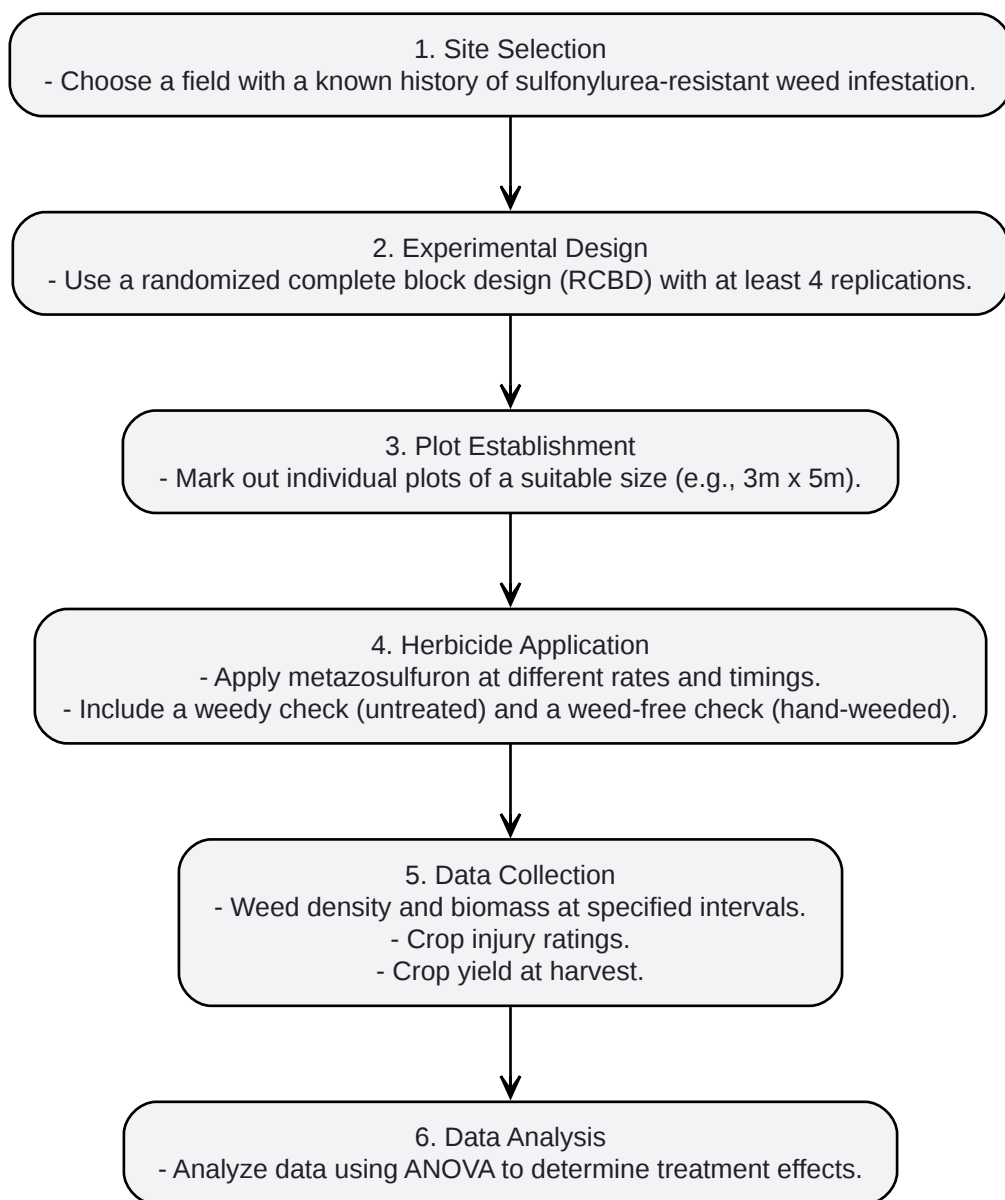 1. Site Selection
- Choose a field with a known history of sulfonylurea-resistant weed infestation.
2. Experimental Design
- Use a randomized complete block design (RCBD) with at least 4 replications.
3. Plot Establishment
- Mark out individual plots of a suitable size (e.g., 3m x 5m).
4. Herbicide Application
- Apply metazosulfuron at different rates and timings.
- Include a weedy check (untreated) and a weed-free check (hand-weeded).
5. Data Collection
- Weed density and biomass at specified intervals.
- Crop injury ratings.
- Crop yield at harvest.
6. Data Analysis
- Analyze data using ANOVA to determine treatment effects.